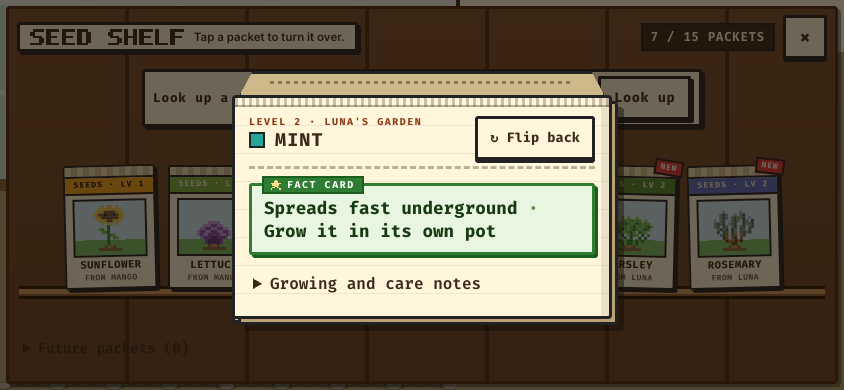 SEED SHELF Tap a packet to turn it over.
7 / 15 PACKETS
×
Look up a
Look up
LEVEL 2 · LUNA'S GARDEN
MINT
↻ Flip back
★ FACT CARD
Spreads fast underground ·
Grow it in its own pot
▶ Growing and care notes
SEEDS · LV 1
SUNFLOWER
FROM MANGO
SEEDS · L
LETTUC
FROM MAN
NEW
LV 2
RSLEY
LUNA
NEW
SEEDS · LV 2
ROSEMARY
FROM LUNA
▶ Future packets (8)